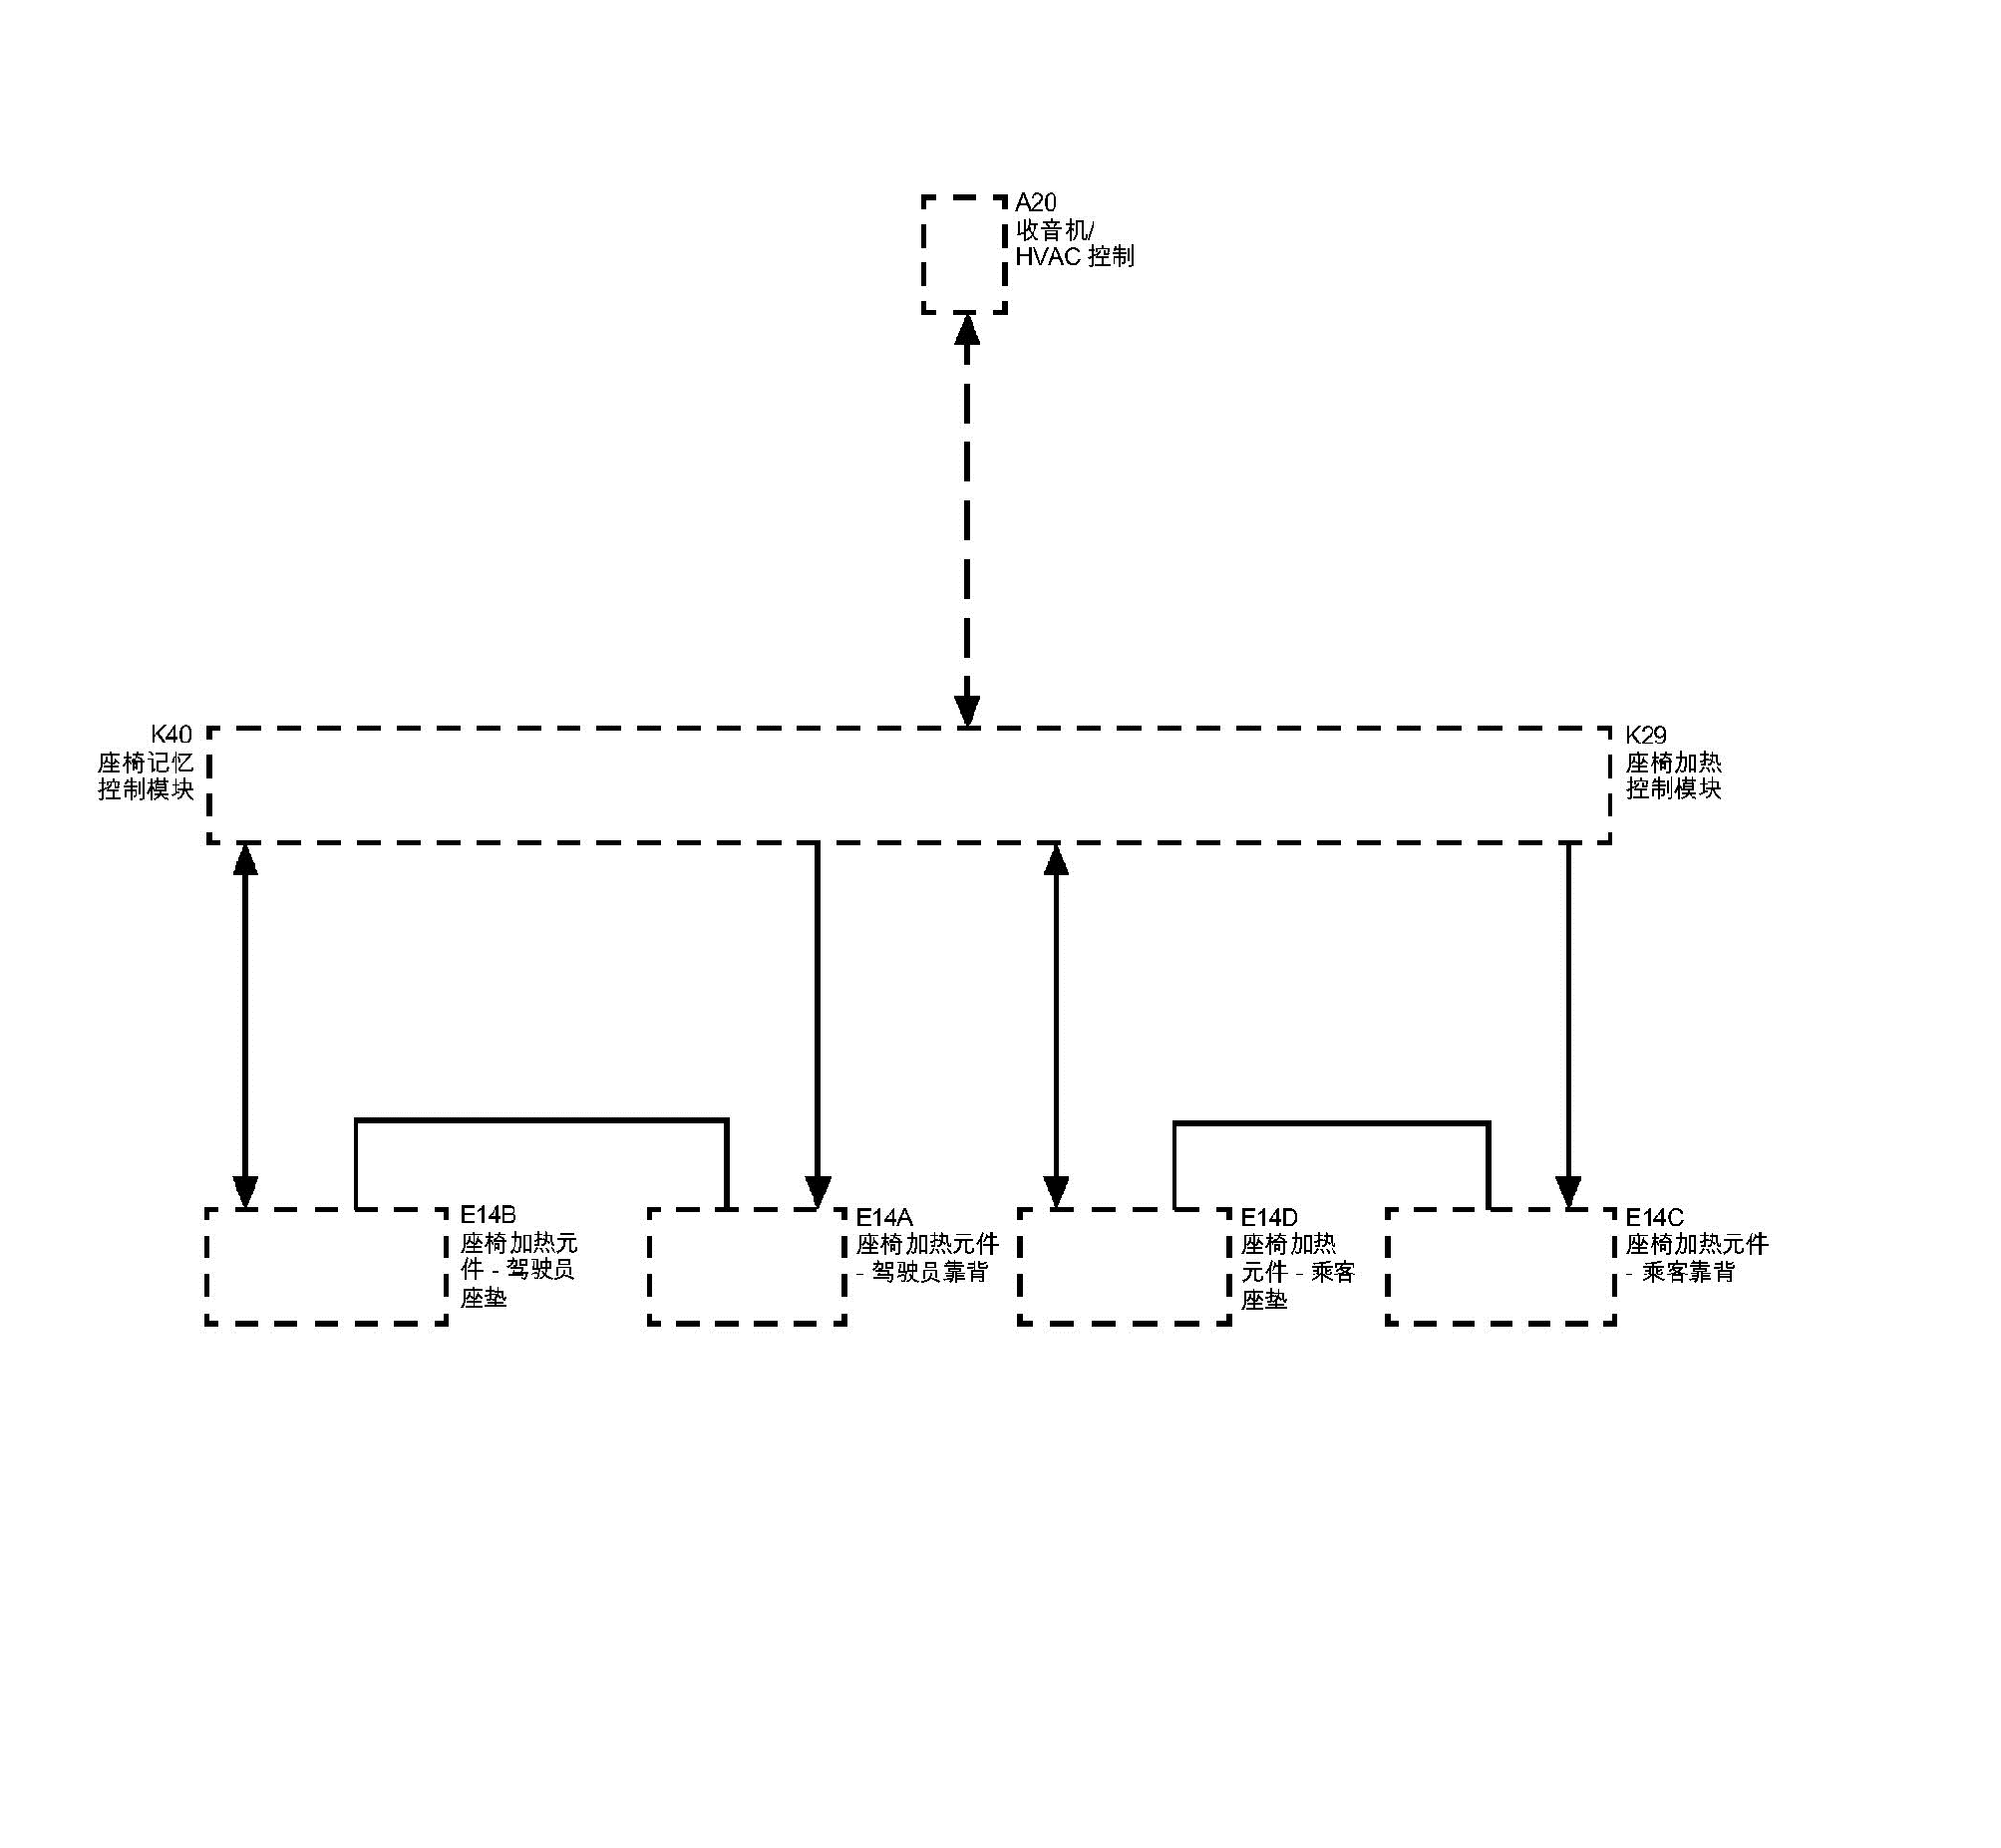 A20
收音机/
HVAC 控制
K40
座椅记忆
控制模块
K29
座椅加热
控制模块
E14B
座椅加热元
件 - 驾驶员
座垫
E14A
座椅加热元件
- 驾驶员靠背
E14D
座椅加热
元件 - 乘客
座垫
E14C
座椅加热元件
- 乘客靠背